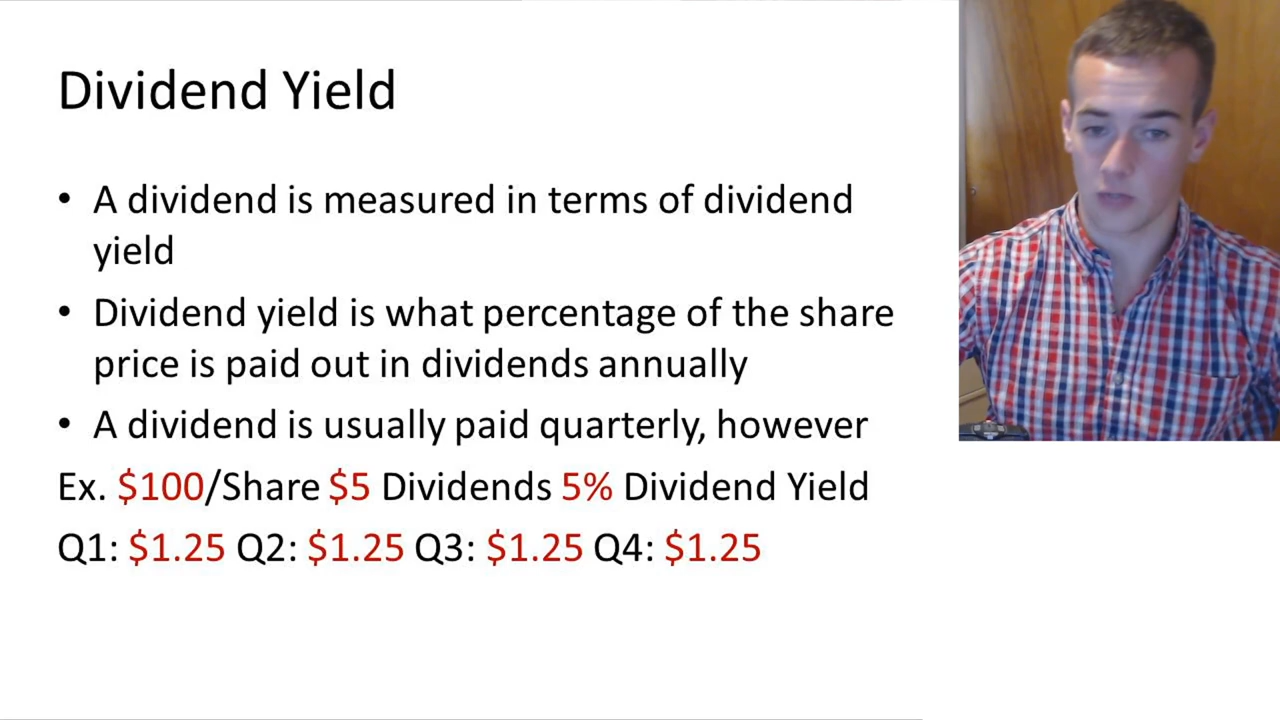 Dividend Yield
• A dividend is measured in terms of dividend
yield
• Dividend yield is what percentage of the share
price is paid out in dividends annually
• A dividend is usually paid quarterly, however
Ex. $100/Share $5 Dividends 5% Dividend Yield
Q1: $1.25 Q2: $1.25 Q3: $1.25 Q4: $1.25